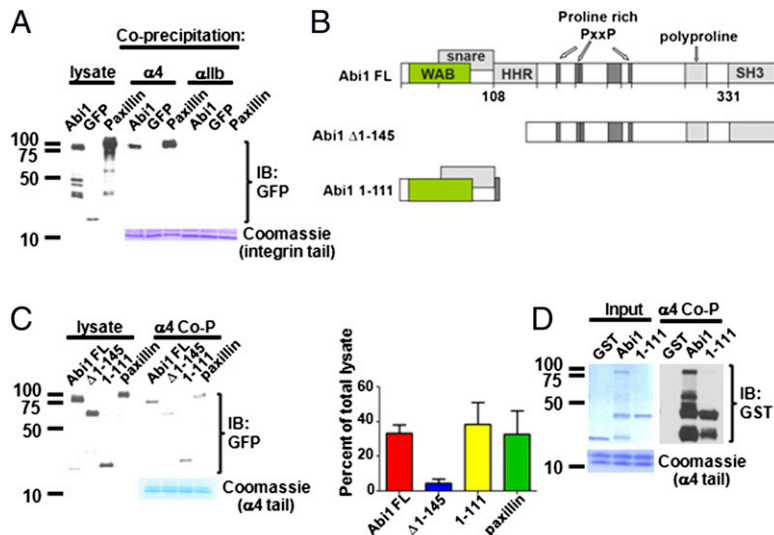 A
Co-precipitation:
lysate α4 αIIb
Abi1 GFP Paxillin Abi1 GFP Paxillin Abi1 GFP Paxillin
100
75
50
10
IB:
GFP
Coomassie
(integrin tail)
B
Proline rich
PxxP
polyproline
snare
Abi1 FL
WAB
HHR
SH3
108
331
Abi1 Δ1-145
Abi1 1-111
C
lysate α4 Co-P
Abi1 FL Δ1-145 1-111 paxillin Abi1 FL Δ1-145 1-111 paxillin
100
75
50
10
IB:
GFP
Coomassie
(α4 tail)
Percent of total lysate
60
40
20
0
Abi1 FL Δ1-145 1-111 paxillin
D
Input α4 Co-P
GST Abi1 1-111 GST Abi1 1-111
100
75
50
10
IB:
GST
Coomassie
(α4 tail)